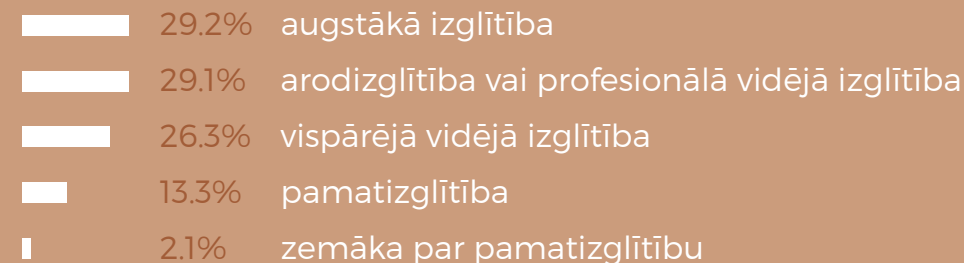 29.2% augstākā izglītība
29.1% arodizglītība vai profesionālā vidējā izglītība
26.3% vispārējā vidējā izglītība
13.3% pamatizglītība
2.1% zemāka par pamatizglītību